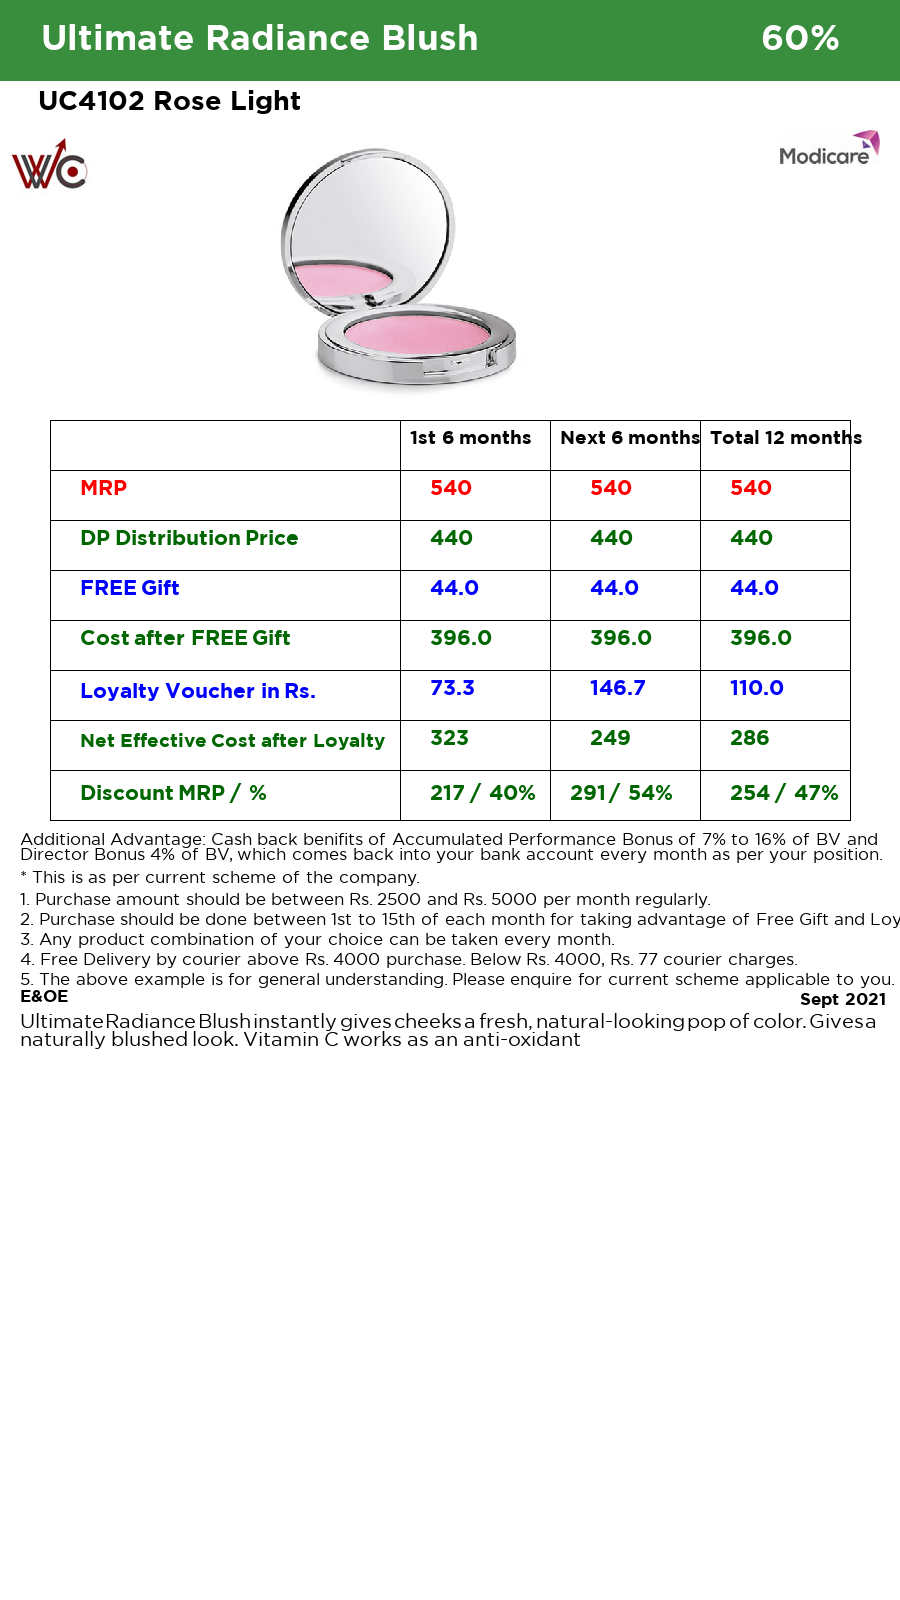 Ultimate Radiance Blush 60%
UC4102 Rose Light
WC
Modicare
1st 6 months Next 6 months Total 12 months
MRP 540 540 540
DP Distribution Price 440 440 440
FREE Gift 44.0 44.0 44.0
Cost after FREE Gift 396.0 396.0 396.0
Loyalty Voucher in Rs. 73.3 146.7 110.0
Net Effective Cost after Loyalty 323 249 286
Discount MRP / % 217 / 40% 291 / 54% 254 / 47%
Additional Advantage: Cash back benifits of Accumulated Performance Bonus of 7% to 16% of BV and
Director Bonus 4% of BV, which comes back into your bank account every month as per your position.
* This is as per current scheme of the company.
1. Purchase amount should be between Rs. 2500 and Rs. 5000 per month regularly.
2. Purchase should be done between 1st to 15th of each month for taking advantage of Free Gift and Loy
3. Any product combination of your choice can be taken every month.
4. Free Delivery by courier above Rs. 4000 purchase. Below Rs. 4000, Rs. 77 courier charges.
5. The above example is for general understanding. Please enquire for current scheme applicable to you.
E&OE
Sept 2021
Ultimate Radiance Blush instantly gives cheeks a fresh, natural-looking pop of color. Gives a
naturally blushed look. Vitamin C works as an anti-oxidant